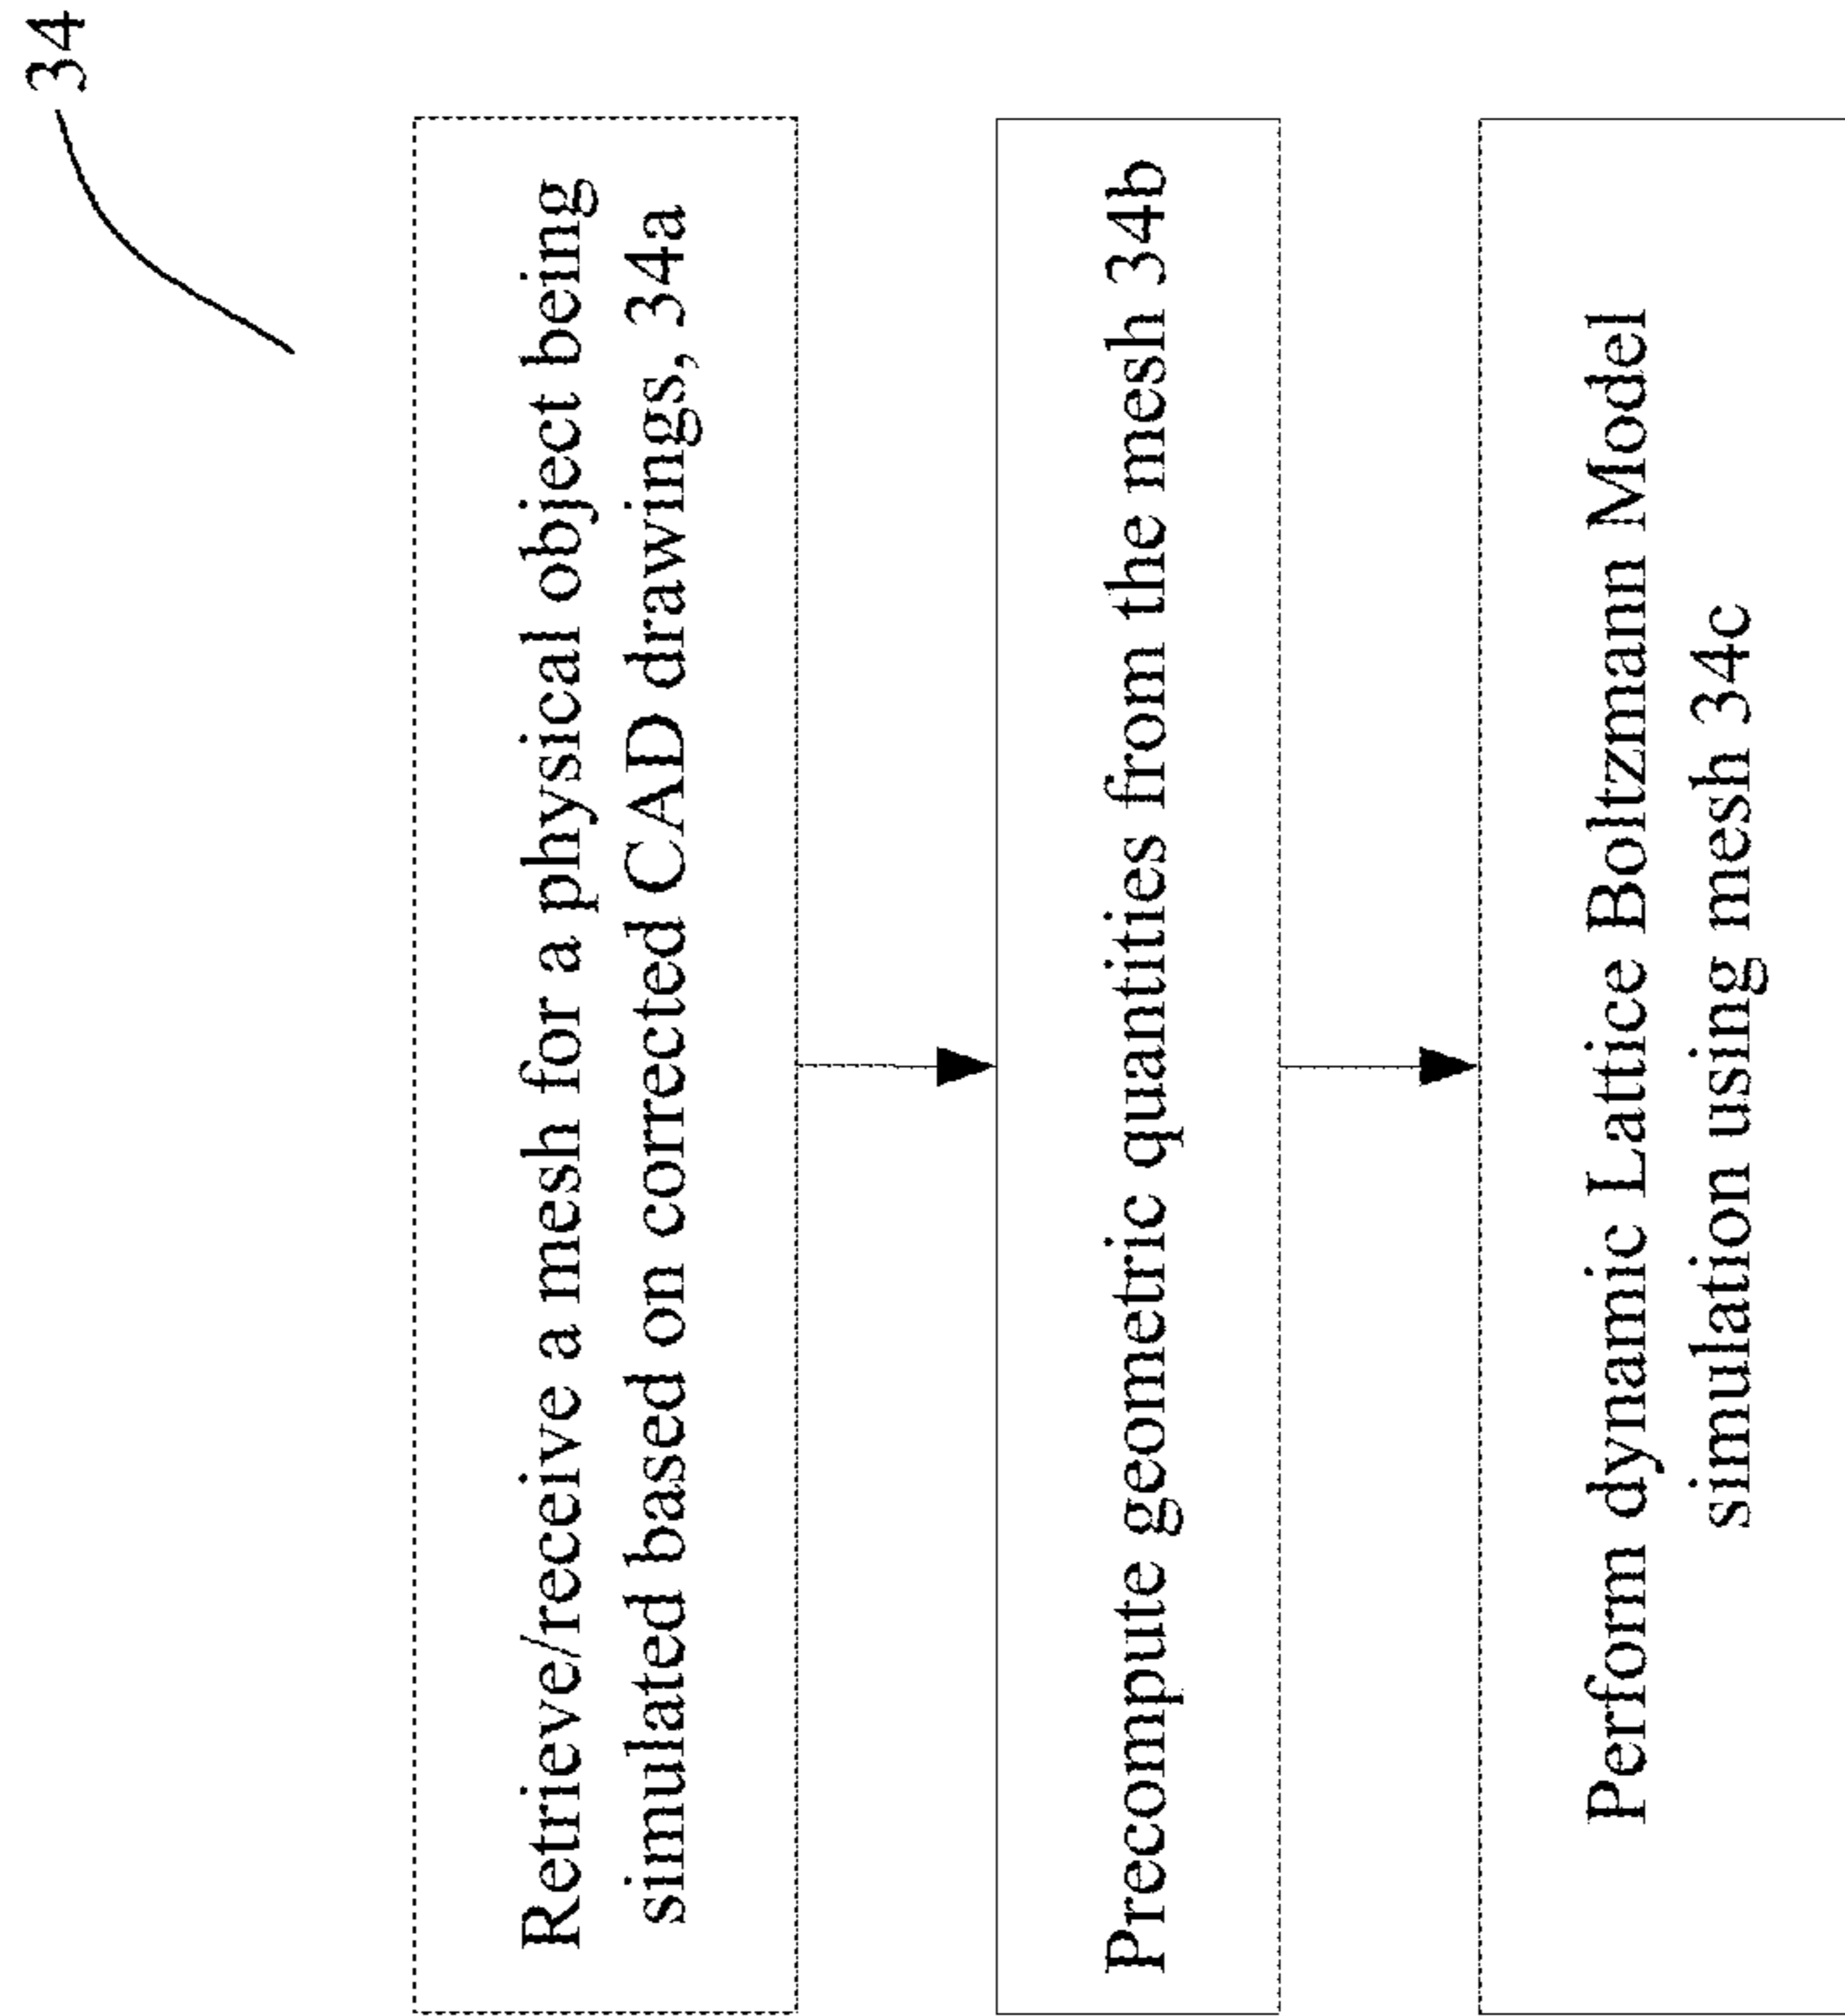 34
Retrieve/receive a mesh for a physical object being
simulated based on corrected CAD drawings, 34a
Precompute geometric quantities from the mesh 34b
Perfom dynamic Lattice Boltzmann Model
simulation using mesh 34c